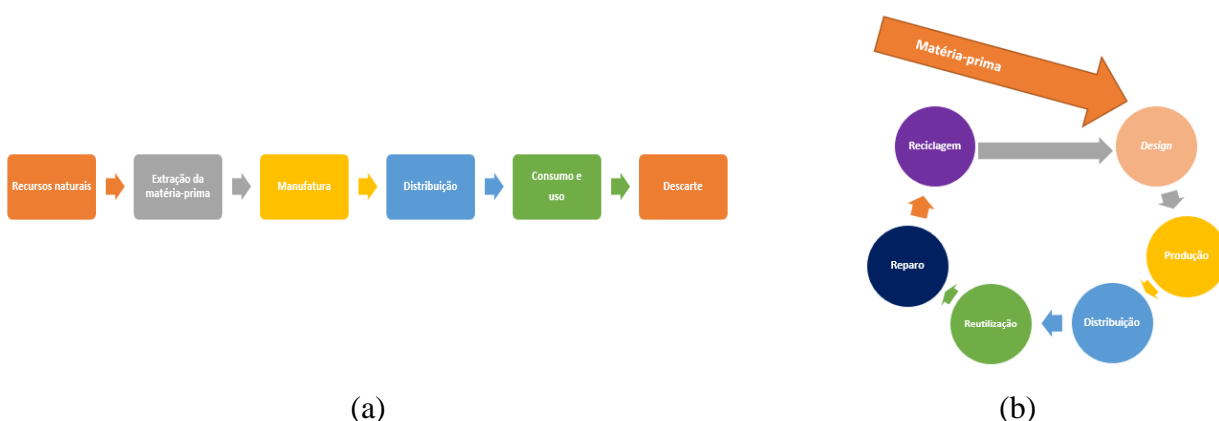 Recursos naturais
Extração da
matéria-prima
Manufatura
Distribuição
Consumo e
uso
Descarte
(a)
Matéria-prima
Reciclagem
Design
Reparo
Produção
Reutilização
Distribuição
(b)